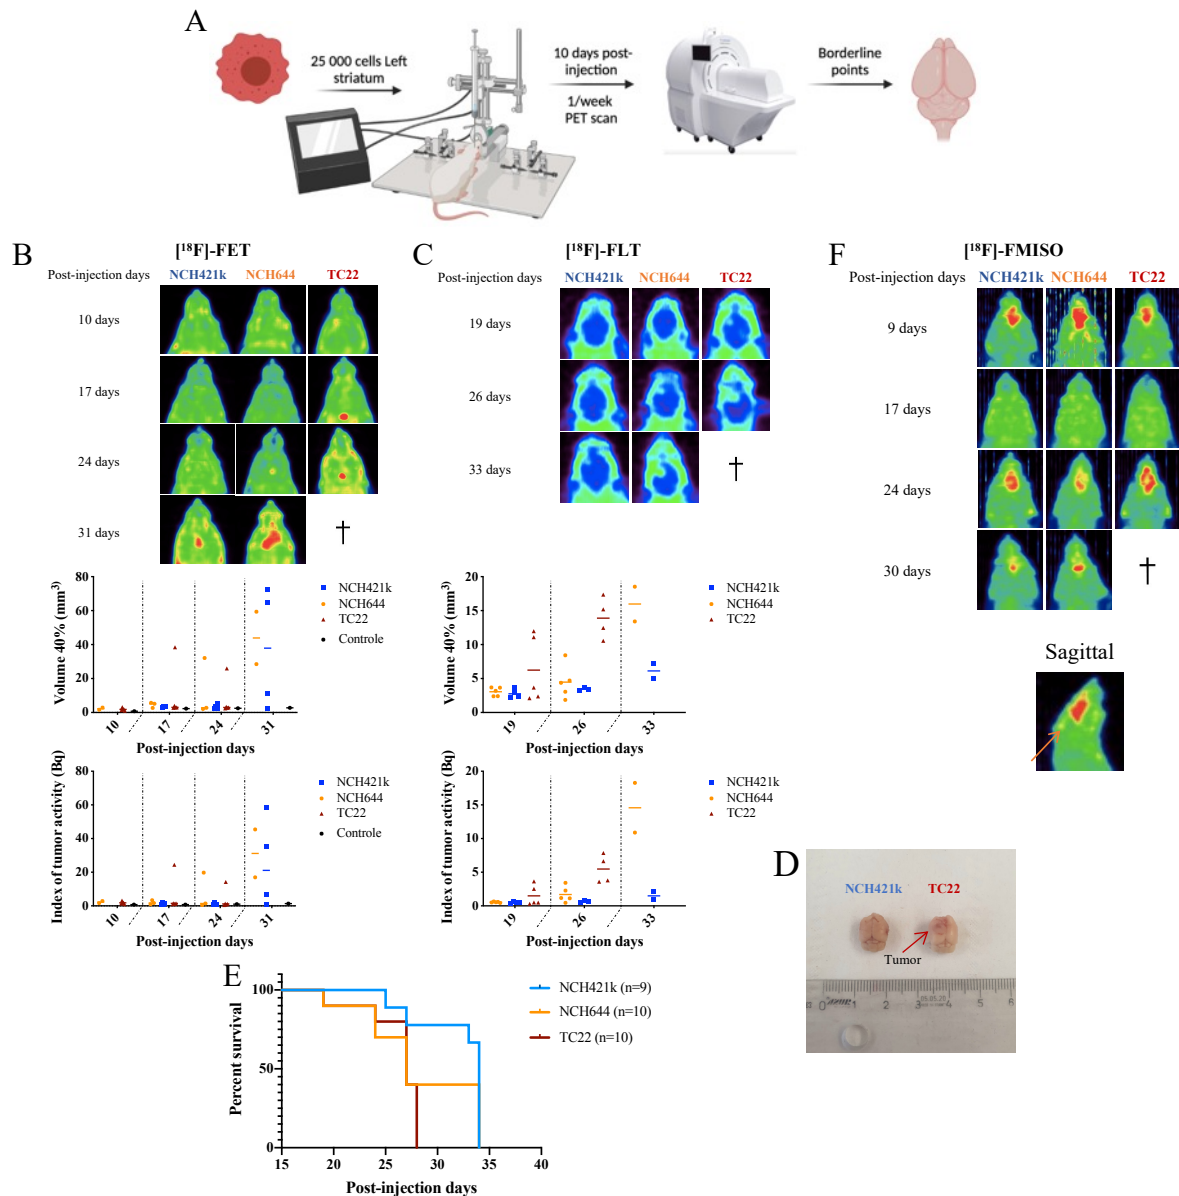 A
25 000 cells Left
striatum
10 days post-
injection
1/week
PET scan
Borderline
points
B
[¹⁸F]-FET
Post-injection days
NCH421k
NCH644
TC22
10 days
17 days
24 days
31 days
†
Volume 40% (mm³)
80
60
40
20
0
10
17
24
31
Post-injection days
NCH421k
NCH644
TC22
Controle
Index of tumor activity (Bq)
80
60
40
20
0
10
17
24
31
Post-injection days
NCH421k
NCH644
TC22
Controle
C
[¹⁸F]-FLT
Post-injection days
NCH421k
NCH644
TC22
19 days
26 days
33 days
†
Volume 40% (mm³)
20
15
10
5
0
19
26
33
Post-injection days
NCH421k
NCH644
TC22
Index of tumor activity (Bq)
20
15
10
5
0
19
26
33
Post-injection days
NCH421k
NCH644
TC22
F
[¹⁸F]-FMISO
Post-injection days
NCH421k
NCH644
TC22
9 days
17 days
24 days
30 days
†
Sagittal
D
NCH421k
TC22
Tumor
0 1 2 3 4 5 6
E
Percent survival
100
50
0
15
20
25
30
35
40
Post-injection days
NCH421k (n=9)
NCH644 (n=10)
TC22 (n=10)